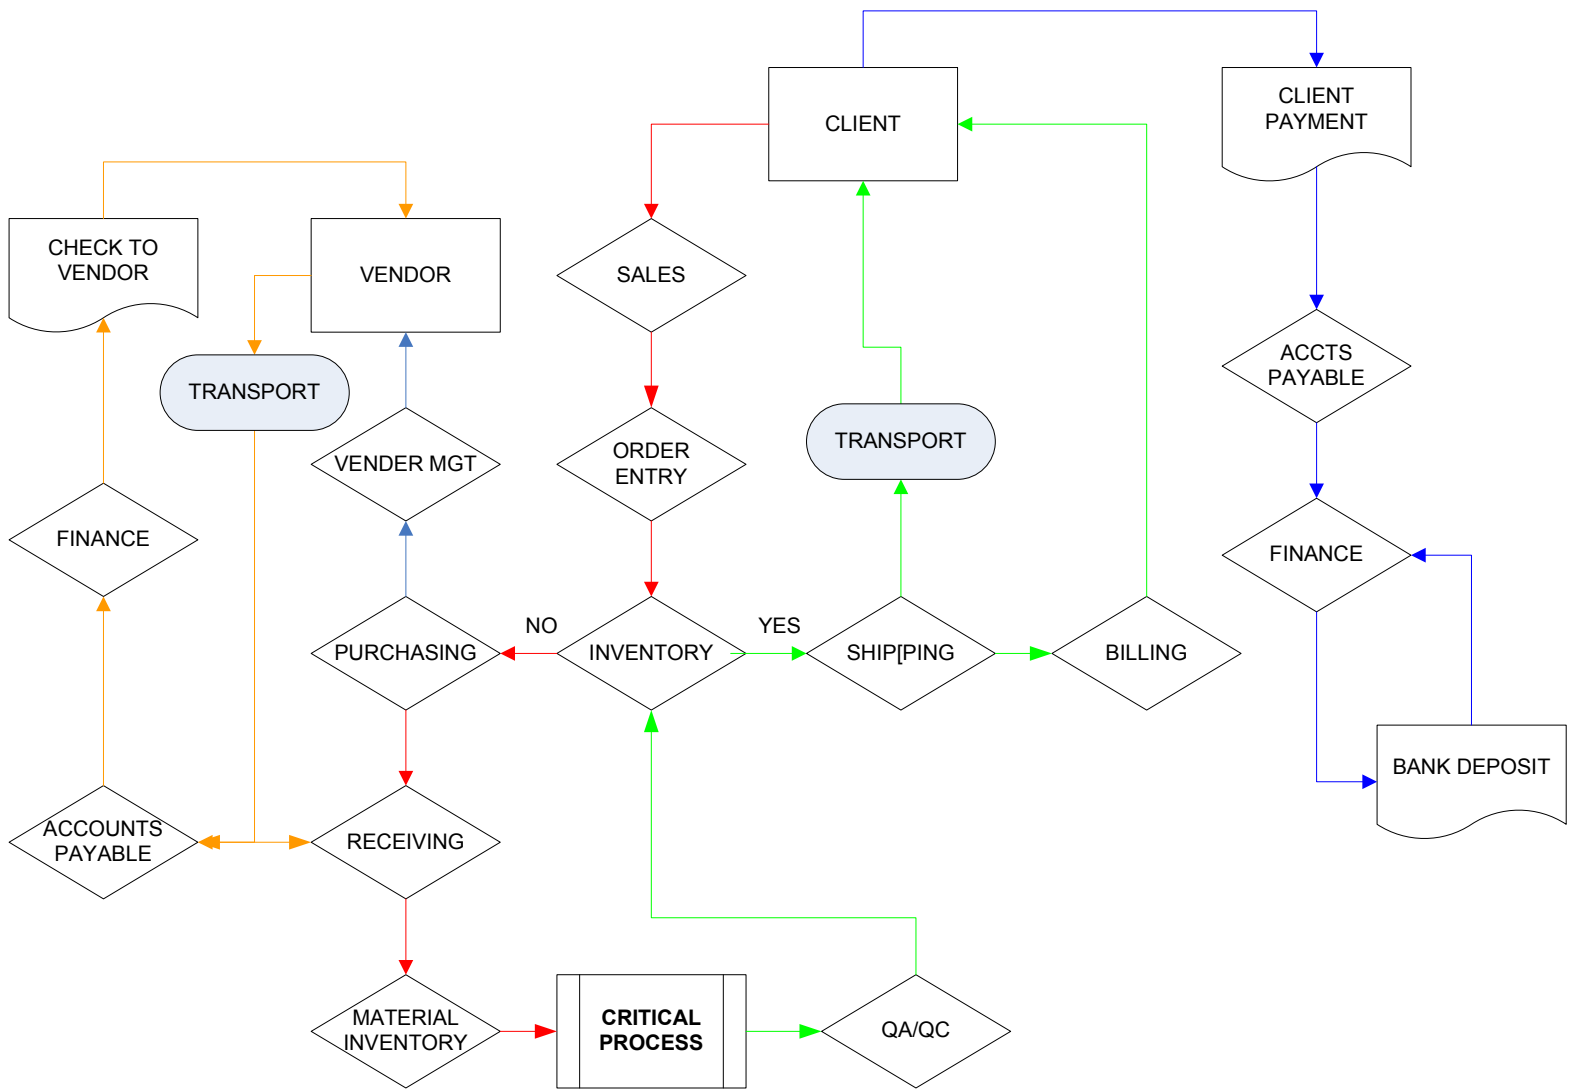 CLIENT
CLIENT
PAYMENT
CHECK TO
VENDOR
VENDOR
SALES
ACCTS
PAYABLE
TRANSPORT
TRANSPORT
VENDER MGT
ORDER
ENTRY
FINANCE
FINANCE
NO
YES
PURCHASING
INVENTORY
SHIP[PING
BILLING
BANK DEPOSIT
ACCOUNTS
PAYABLE
RECEIVING
MATERIAL
INVENTORY
CRITICAL
PROCESS
QA/QC